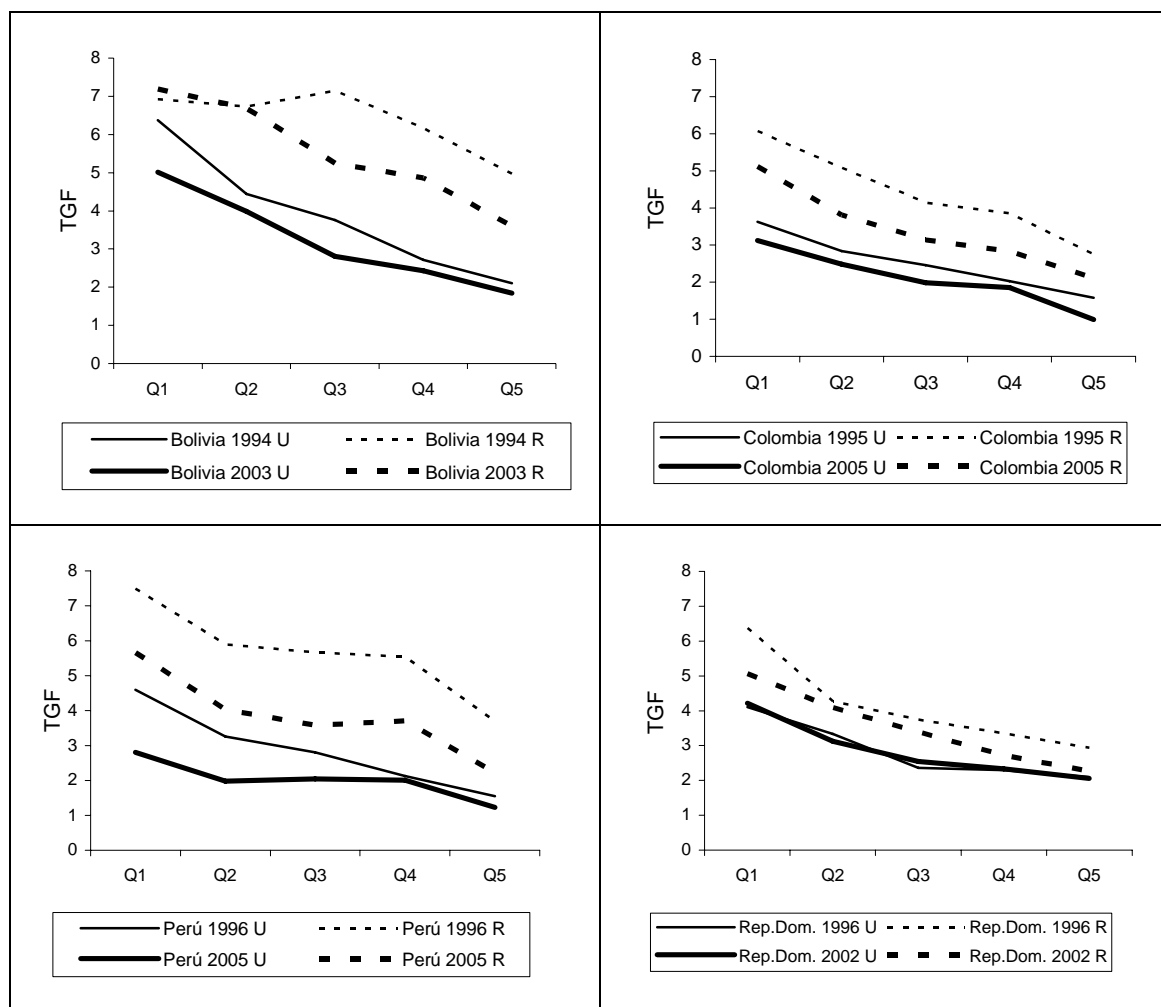 8
7
6
5
4
3
2
1
0
TGF
Q1 Q2 Q3 Q4 Q5
Bolivia 1994 U Bolivia 1994 R
Bolivia 2003 U Bolivia 2003 R
8
7
6
5
4
3
2
1
0
TGF
Q1 Q2 Q3 Q4 Q5
Colombia 1995 U Colombia 1995 R
Colombia 2005 U Colombia 2005 R
8
7
6
5
4
3
2
1
0
TGF
Q1 Q2 Q3 Q4 Q5
Perú 1996 U Perú 1996 R
Perú 2005 U Perú 2005 R
8
7
6
5
4
3
2
1
0
TGF
Q1 Q2 Q3 Q4 Q5
Rep.Dom. 1996 U Rep.Dom. 1996 R
Rep.Dom. 2002 U Rep.Dom. 2002 R